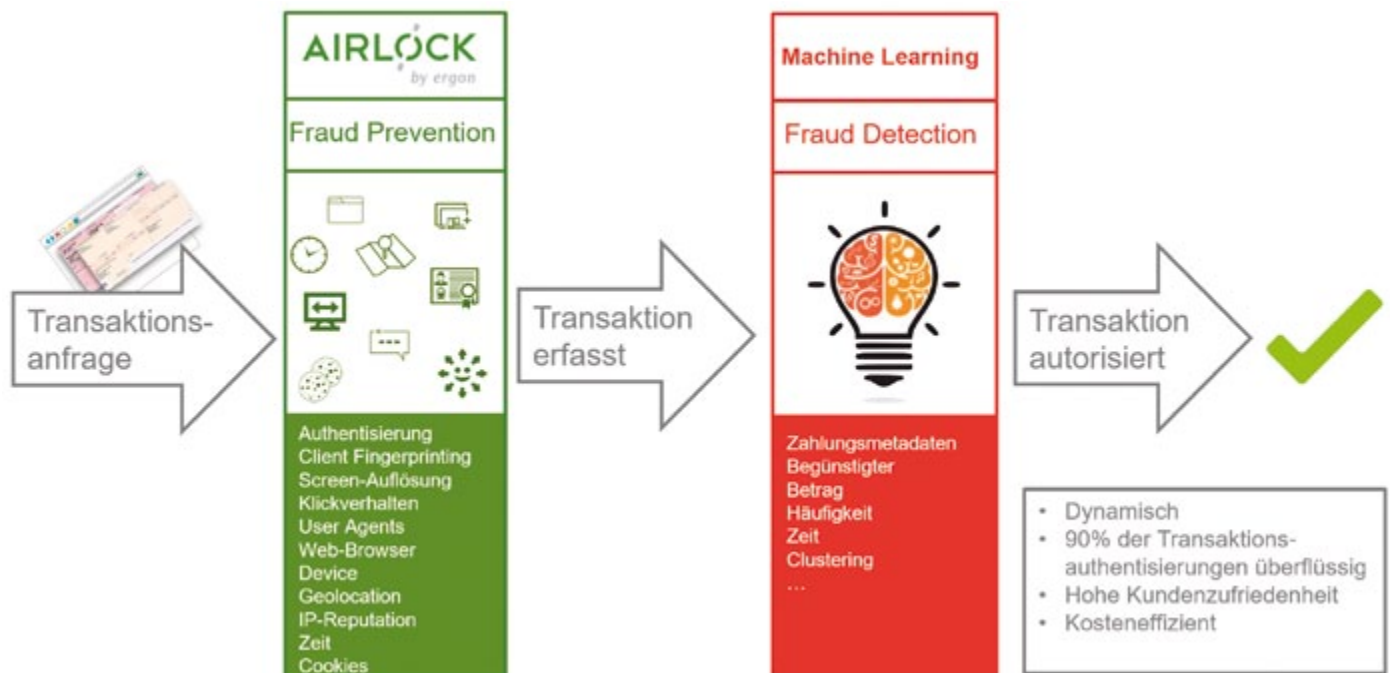 AIRLOCK
by ergon
Fraud Prevention
Machine Learning
Fraud Detection
Transaktions-
anfrage
Transaktion
erfasst
Transaktion
autorisiert
Authentisierung
Client Fingerprinting
Screen-Auflösung
Klickverhalten
User Agents
Web-Browser
Device
Geolocation
IP-Reputation
Zeit
Cookies
Zahlungsmetadaten
Begünstigter
Betrag
Häufigkeit
Zeit
Clustering
...
• Dynamisch
• 90% der Transaktions-
authentisierungen überflüssig
• Hohe Kundenzufriedenheit
• Kosteneffizient